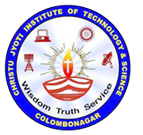 CHRISTU JYOTI INSTITUTE OF TECHNOLOGY & SCIENCE
Wisdom Truth Service
COLOMBONAGAR